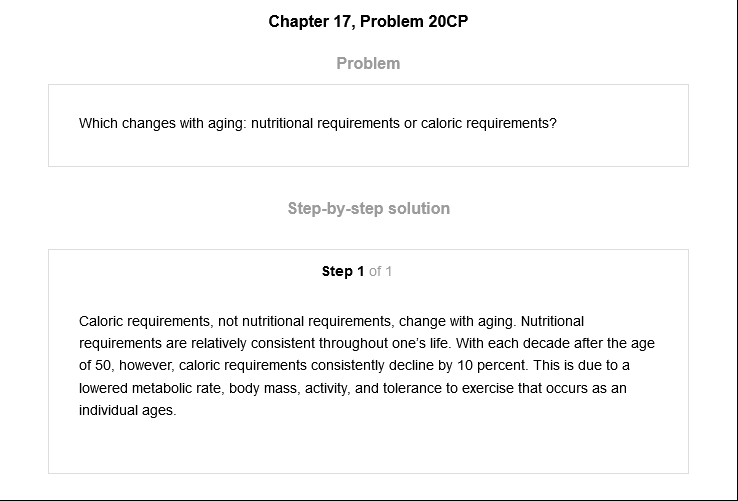 Chapter 17, Problem 20CP
Problem
Which changes with aging: nutritional requirements or caloric requirements?
Step-by-step solution
Step 1 of 1
Caloric requirements, not nutritional requirements, change with aging. Nutritional
requirements are relatively consistent throughout one’s life. With each decade after the age
of 50, however, caloric requirements consistently decline by 10 percent. This is due to a
lowered metabolic rate, body mass, activity, and tolerance to exercise that occurs as an
individual ages.